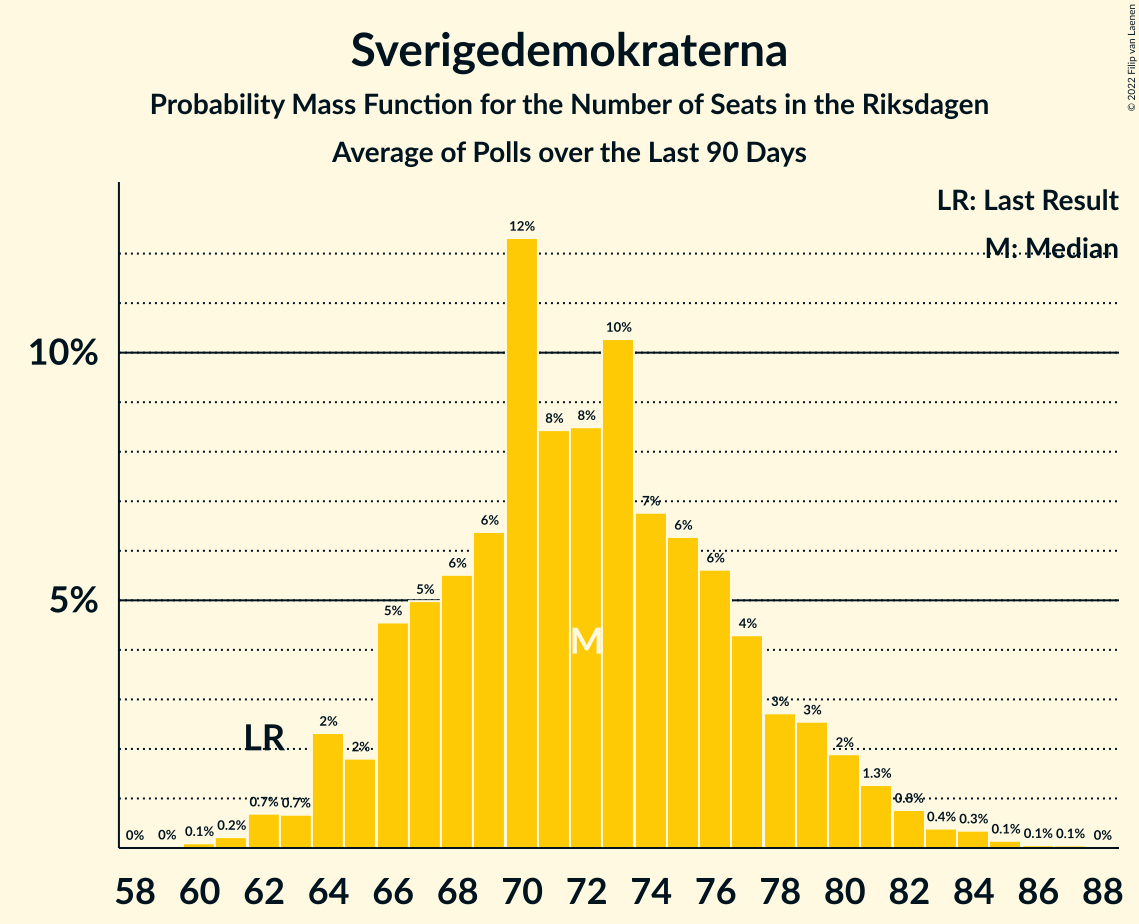 Sverigedemokraterna
Probability Mass Function for the Number of Seats in the Riksdagen
Average of Polls over the Last 90 Days
© 2022 Filip van Laenen
LR: Last Result
M: Median
10%
5%
0% 0% 0.1% 0.2% 0.7% 0.7% 2% 2% 5% 5% 6% 6% 12% 8% 8% 10% 7% 6% 6% 4% 3% 3% 2% 1.3% 0.8% 0.4% 0.3% 0.1% 0.1% 0.1% 0%
LR
M
58 60 62 64 66 68 70 72 74 76 78 80 82 84 86 88